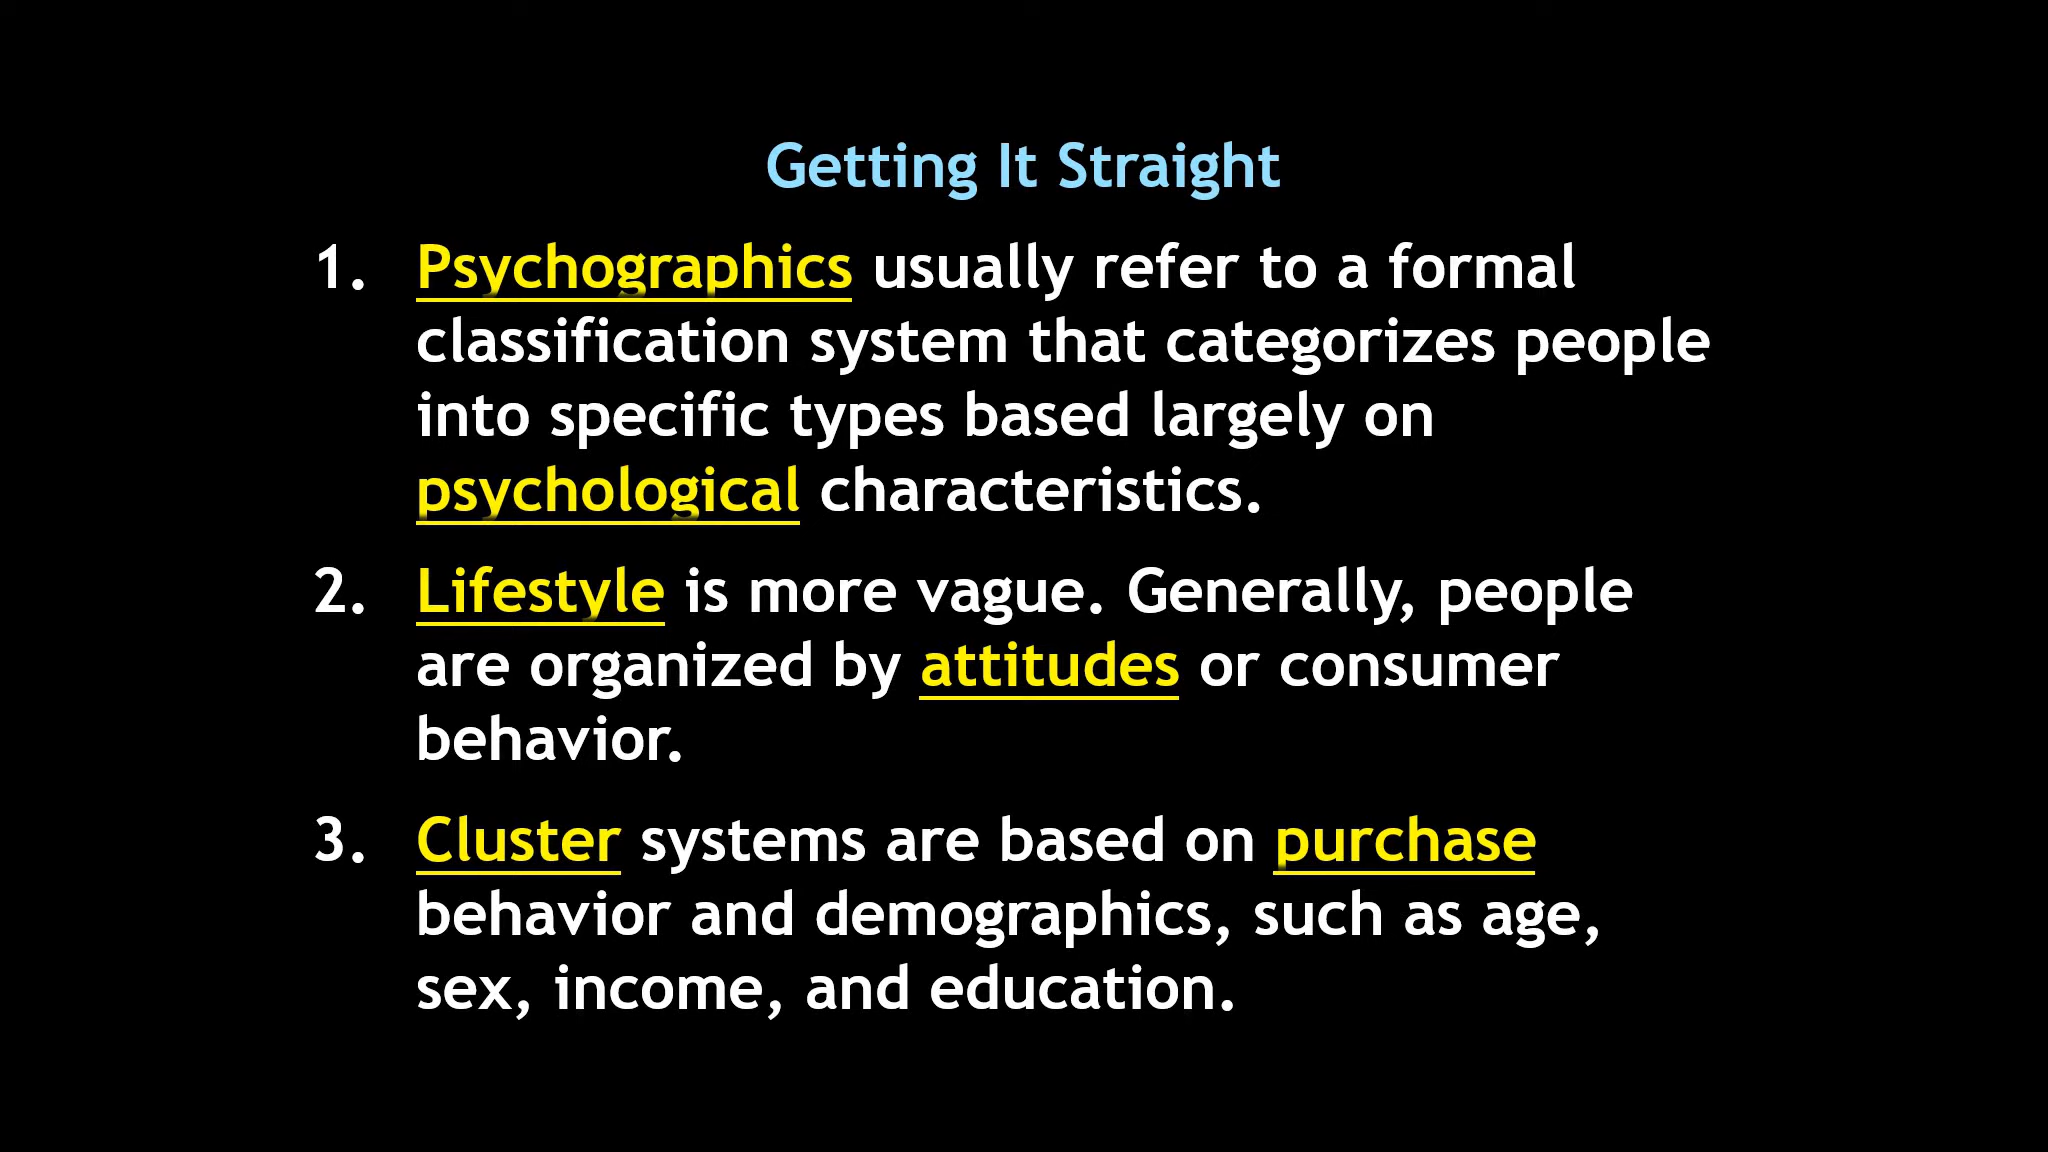 Getting It Straight
1. Psychographics usually refer to a formal
classification system that categorizes people
into specific types based largely on
psychological characteristics.
2. Lifestyle is more vague. Generally, people
are organized by attitudes or consumer
behavior.
3. Cluster systems are based on purchase
behavior and demographics, such as age,
sex, income, and education.